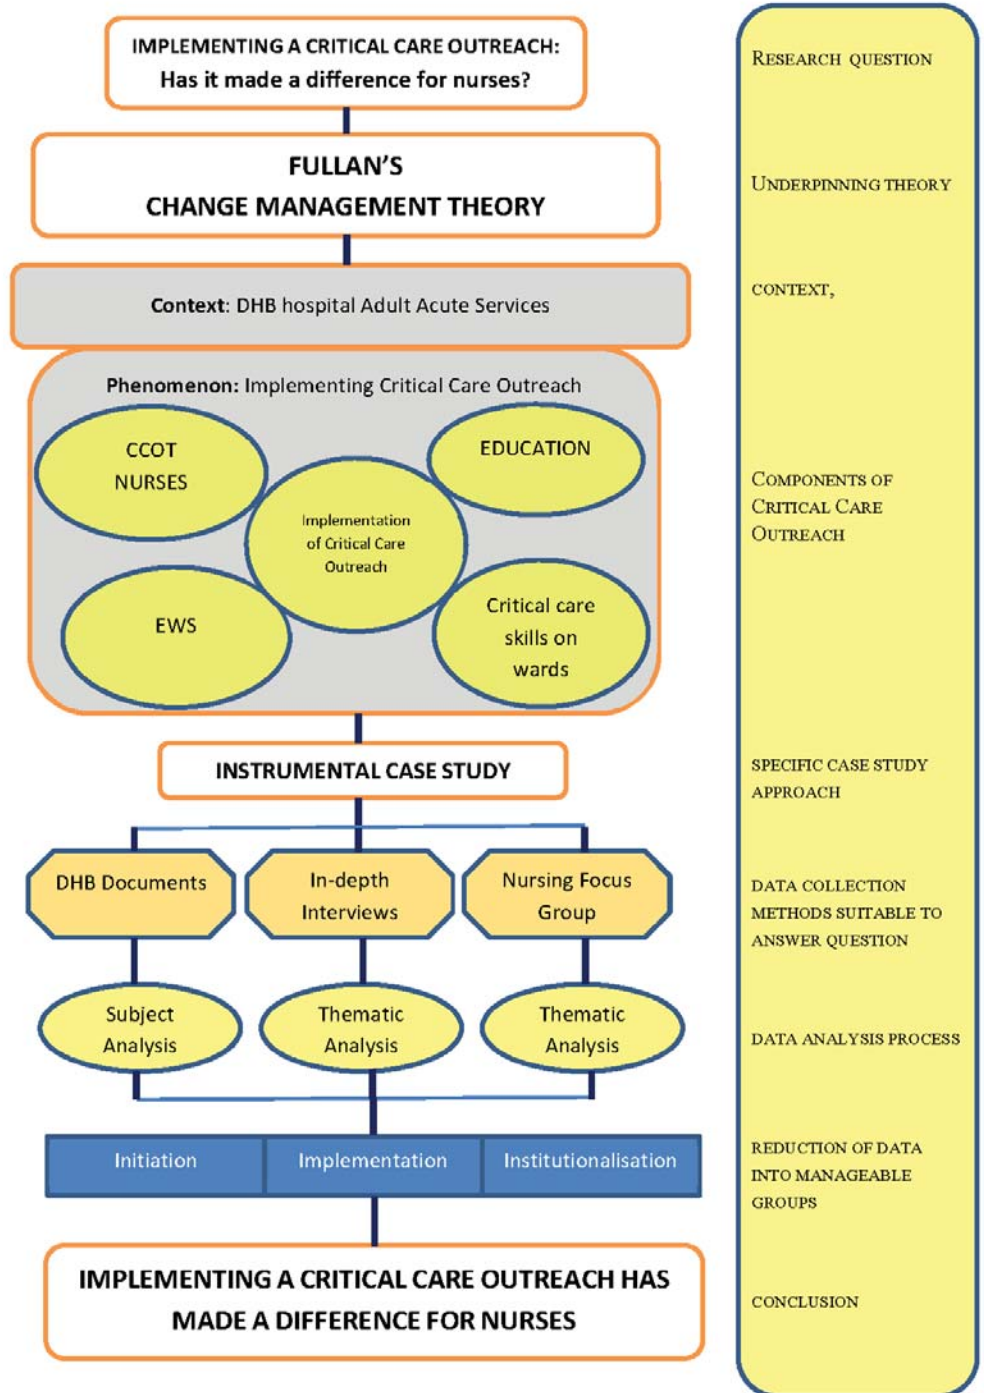 IMPLEMENTING A CRITICAL CARE OUTREACH:
Has it made a difference for nurses?
FULLAN'S
CHANGE MANAGEMENT THEORY
Context: DHB hospital Adult Acute Services
Phenomenon: Implementing Critical Care Outreach
CCOT
NURSES
EDUCATION
Implementation
of Critical Care
Outreach
EWS
Critical care
skills on
wards
INSTRUMENTAL CASE STUDY
DHB Documents
In-depth
Interviews
Nursing Focus
Group
Subject
Analysis
Thematic
Analysis
Thematic
Analysis
Initiation
Implementation
Institutionalisation
IMPLEMENTING A CRITICAL CARE OUTREACH HAS
MADE A DIFFERENCE FOR NURSES
RESEARCH QUESTION
UNDERPINNING THEORY
CONTEXT,
COMPONENTS OF
CRITICAL CARE
OUTREACH
SPECIFIC CASE STUDY
APPROACH
DATA COLLECTION
METHODS SUITABLE TO
ANSWER QUESTION
DATA ANALYSIS PROCESS
REDUCTION OF DATA
INTO MANAGEABLE
GROUPS
CONCLUSION